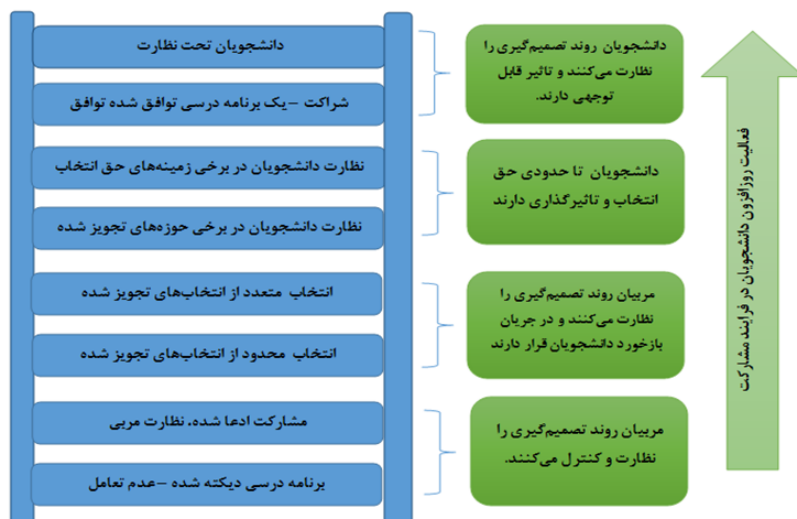 دانشجویان تحت نظارت
شراکت – یک برنامه درسی توافق شده توافق
نظارت دانشجویان در برخی زمینه‌های حق انتخاب
نظارت دانشجویان در برخی حوزه‌های تجویز شده
انتخاب متعدد از انتخاب‌های تجویز شده
انتخاب محدود از انتخاب‌های تجویز شده
مشارکت ادعا شده، نظارت مربی
برنامه درسی دیکته شده – عدم تعامل
دانشجویان روند تصمیم‌گیری را
نظارت می‌کنند و تاثیر قابل
توجهی دارند.
دانشجویان تا حدودی حق
انتخاب و تاثیرگذاری دارند
مربیان روند تصمیم‌گیری را
نظارت می‌کنند و در جریان
بازخورد دانشجویان قرار دارند
مربیان روند تصمیم‌گیری را
نظارت و کنترل می‌کنند.
فعالیت روزافزون دانشجویان در فرایند مشارکت